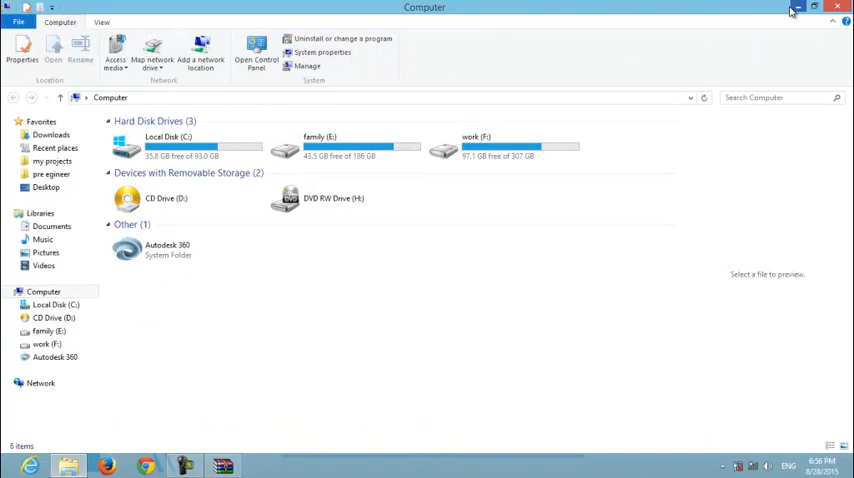 Computer
File Computer View
Properties Open Rename Access media Map network drive Add a network location Open Control Panel Uninstall or change a program
System properties
Manage
Location Network System
Computer Search Computer
Favorites
Downloads
Recent places
my projects
pre egineer
Desktop
Libraries
Documents
Music
Pictures
Videos
Computer
Local Disk (C:)
CD Drive (D:)
family (E:)
work (F:)
Autodesk 360
Network
Hard Disk Drives (3)
Local Disk (C:) family (E:) work (F:)
35.8 GB free of 93.0 GB 43.5 GB free of 186 GB 97.1 GB free of 307 GB
Devices with Removable Storage (2)
CD Drive (D:) DVD RW Drive (H:)
Other (1)
Autodesk 360
System Folder
Select a file to preview.
6 items
ENG 6:56 PM
8/28/2015